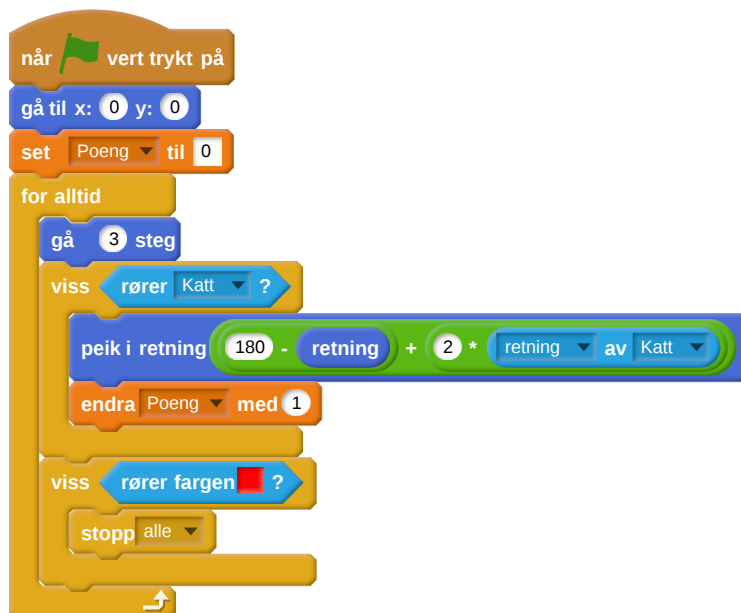 når vert trykt på
gå til x: 0 y: 0
set Poeng til 0
for alltid
gå 3 steg
viss rører Katt ?
peik i retning 180 - retning + 2 * retning av Katt
endra Poeng med 1
viss rører fargen ?
stopp alle